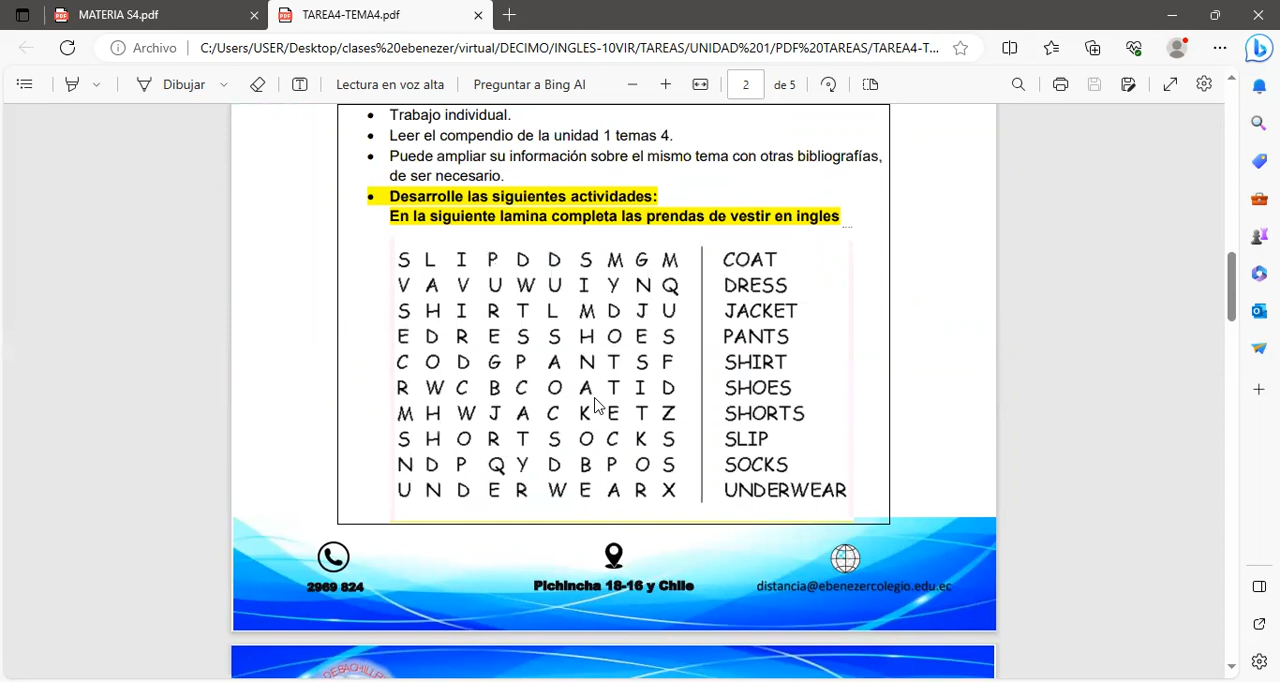 MATERIA S4.pdf
TAREA4-TEMA4.pdf
Archivo
C:/Users/USER/Desktop/clases%20ebenezer/virtual/DECIMO/INGLES-10VIR/TAREAS/UNIDAD%201/PDF%20TAREAS/TAREA4-T...
Dibujar
Lectura en voz alta
Preguntar a Bing AI
2
de 5
• Trabajo individual.
• Leer el compendio de la unidad 1 temas 4.
• Puede ampliar su información sobre el mismo tema con otras bibliografías,
de ser necesario.
• Desarrolle las siguientes actividades:
En la siguiente lamina completa las prendas de vestir en ingles
S L I P D D S M G M COAT
V A V U W U I Y N Q DRESS
S H I R T L M D J U JACKET
E D R E S S H O E S PANTS
C O D G P A N T S F SHIRT
R W C B C O A T I D SHOES
M H W J A C K E T Z SHORTS
S H O R T S O C K S SLIP
N D P Q Y D B P O S SOCKS
U N D E R W E A R X UNDERWEAR
2969 824
Pichincha 18-16 y Chile
distancia@ebenezercolegio.edu.ec